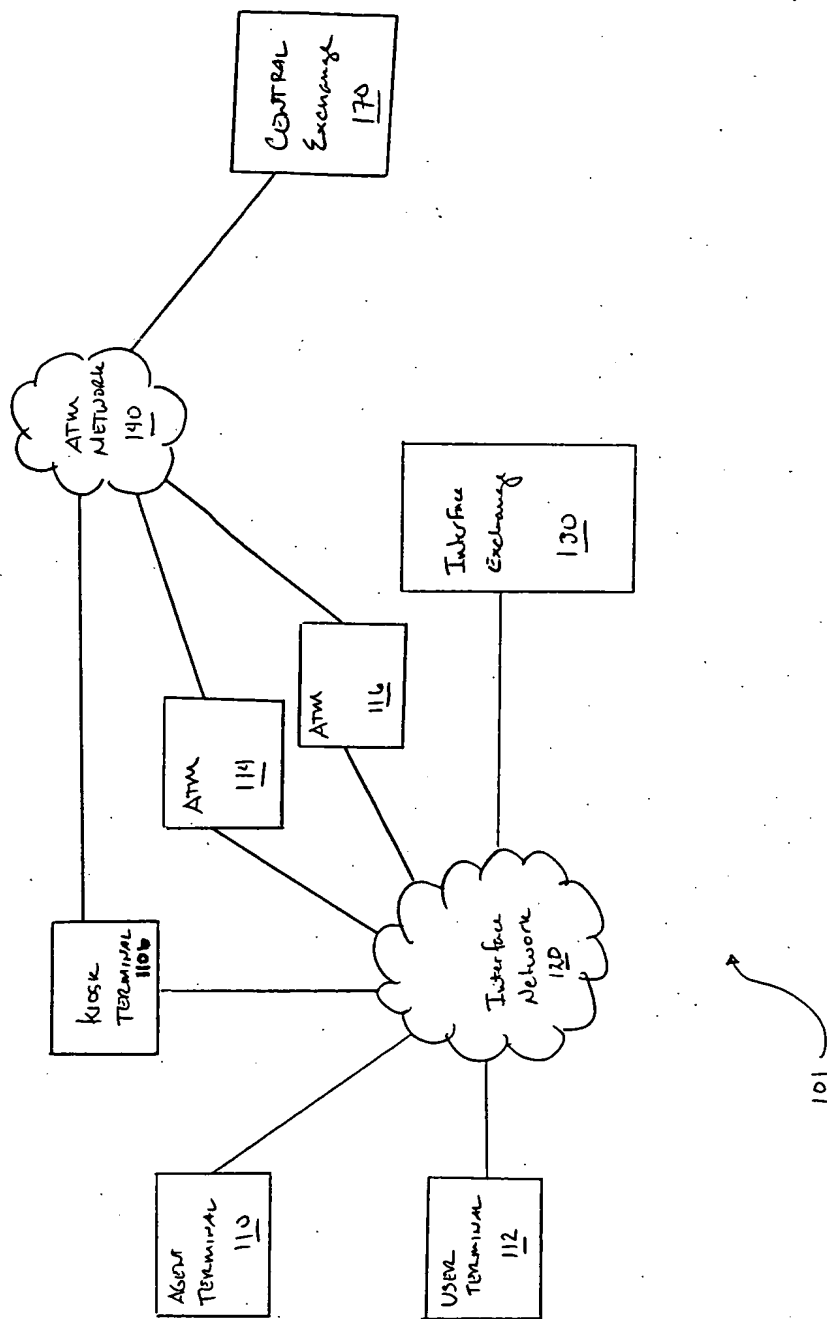 AGENT
TERMINAL
110
USER
TERMINAL
112
KIOSK
TERMINAL
110b
ATM
114
ATM
116
Interface
Network
120
Interface
Exchange
130
ATM
NETWORK
140
CENTRAL
Exchange
170
101